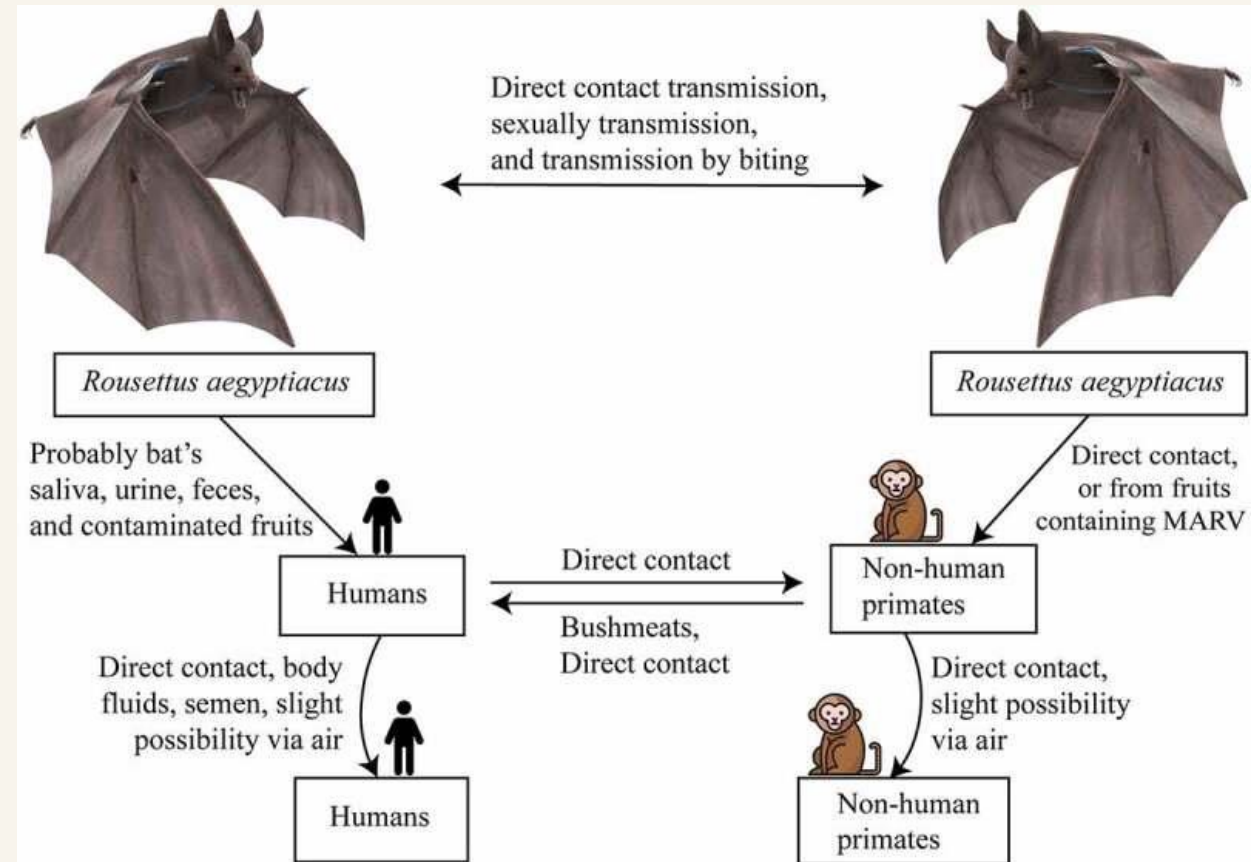 Direct contact transmission,
sexually transmission,
and transmission by biting
Rousettus aegyptiacus
Rousettus aegyptiacus
Probably bat's
saliva, urine, feces,
and contaminated fruits
Direct contact,
or from fruits
containing MARV
Humans
Direct contact
Bushmeats,
Direct contact
Non-human
primates
Direct contact, body
fluids, semen, slight
possibility via air
Direct contact,
slight possibility
via air
Humans
Non-human
primates